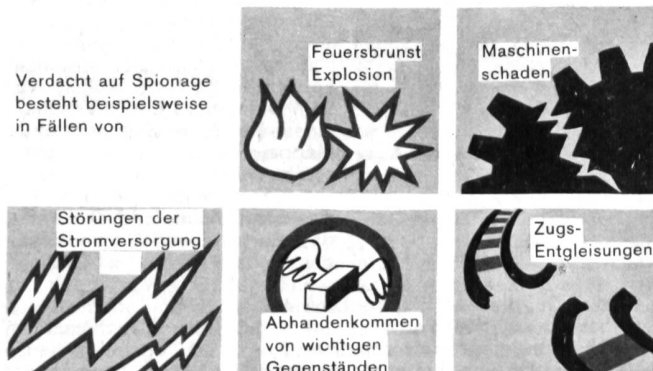 Verdacht auf Spionage
besteht beispielsweise
in Fällen von
Feuersbrunst
Explosion
Maschinen-
schaden
Störungen der
Stromversorgung
Abhandenkommen
von wichtigen
Gegenständen
Zugs-
Entgleisungen